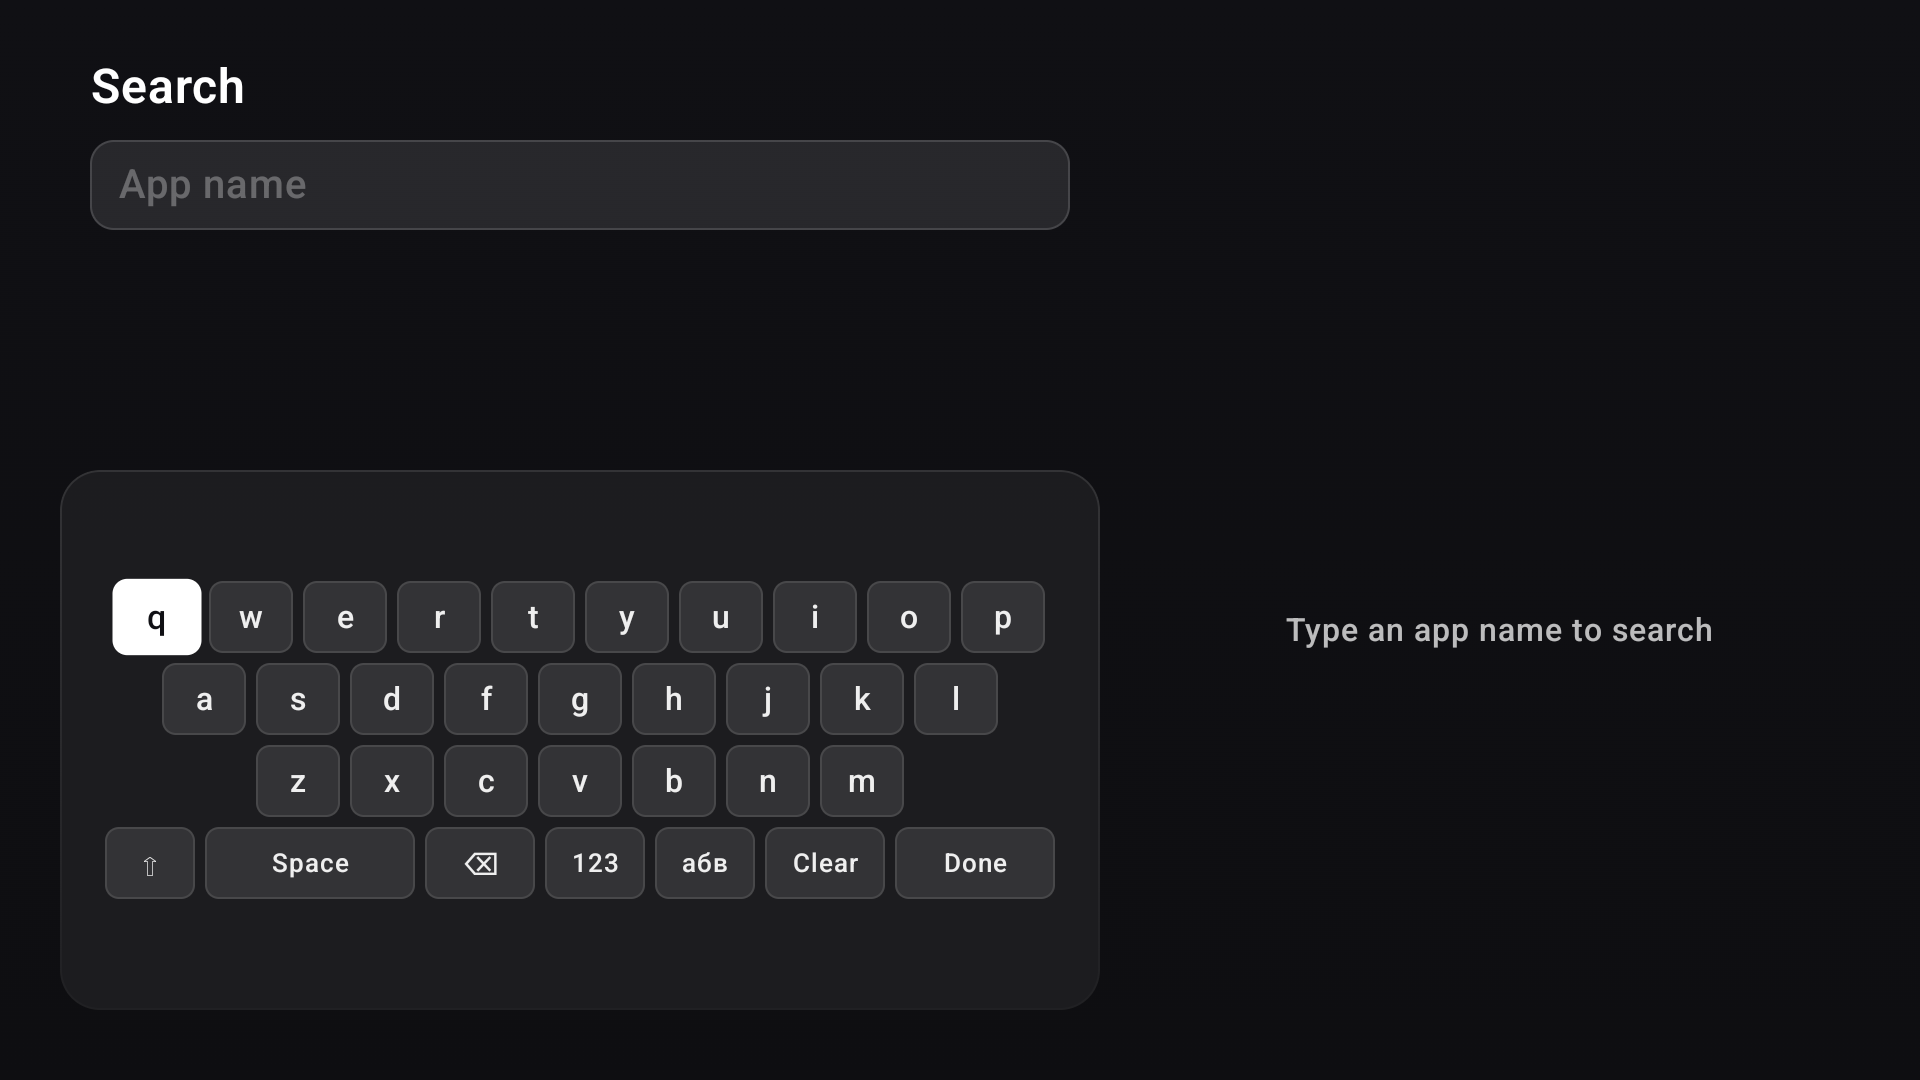 Search
App name
q w e r t y u i o p
Type an app name to search
a s d f g h j k l
z x c v b n m
⇧ Space ⌫ 123 абв Clear Done